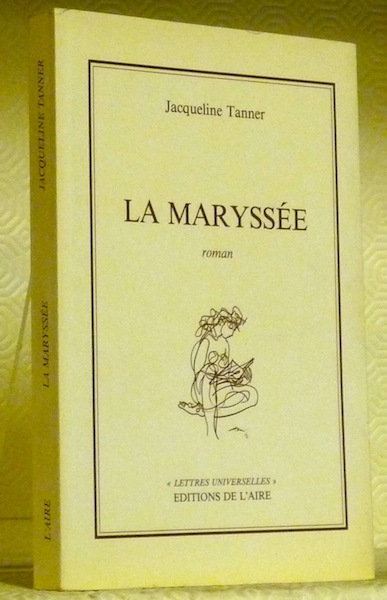 Jacqueline Tanner
LA MARYSSÉE
roman
« LETTRES UNIVERSELLES »
EDITIONS DE L'AIRE
JACQUELINE TANNER
LA MARYSSÉE
L'AIRE